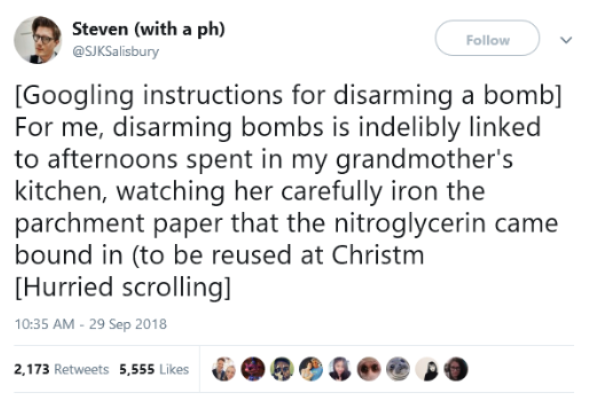 Steven (with a ph)
@SJKSalisbury
Follow
[Googling instructions for disarming a bomb]
For me, disarming bombs is indelibly linked
to afternoons spent in my grandmother's
kitchen, watching her carefully iron the
parchment paper that the nitroglycerin came
bound in (to be reused at Christm
[Hurried scrolling]
10:35 AM - 29 Sep 2018
2,173 Retweets 5,555 Likes